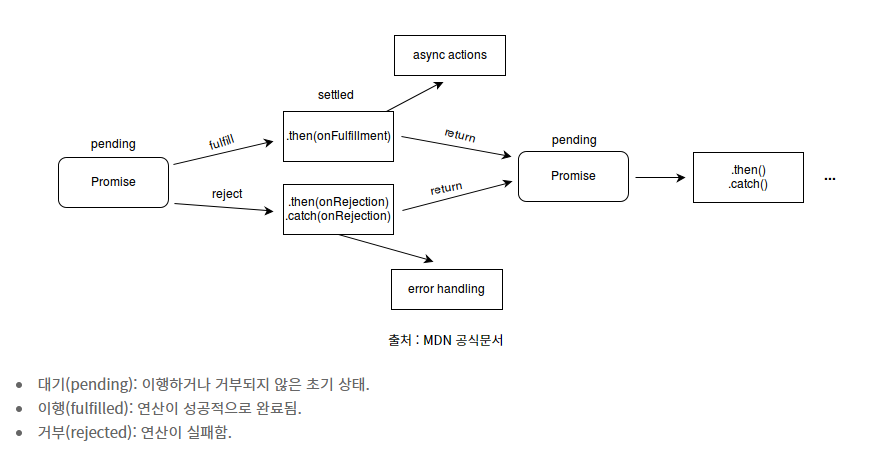 async actions
settled
pending
fulfill
.then(onFulfillment)
return
pending
Promise
reject
.then(onRejection)
.catch(onRejection)
return
Promise
.then()
.catch()
...
error handling
출처 : MDN 공식문서
대기(pending): 이행하거나 거부되지 않은 초기 상태.
이행(fulfilled): 연산이 성공적으로 완료됨.
거부(rejected): 연산이 실패함.